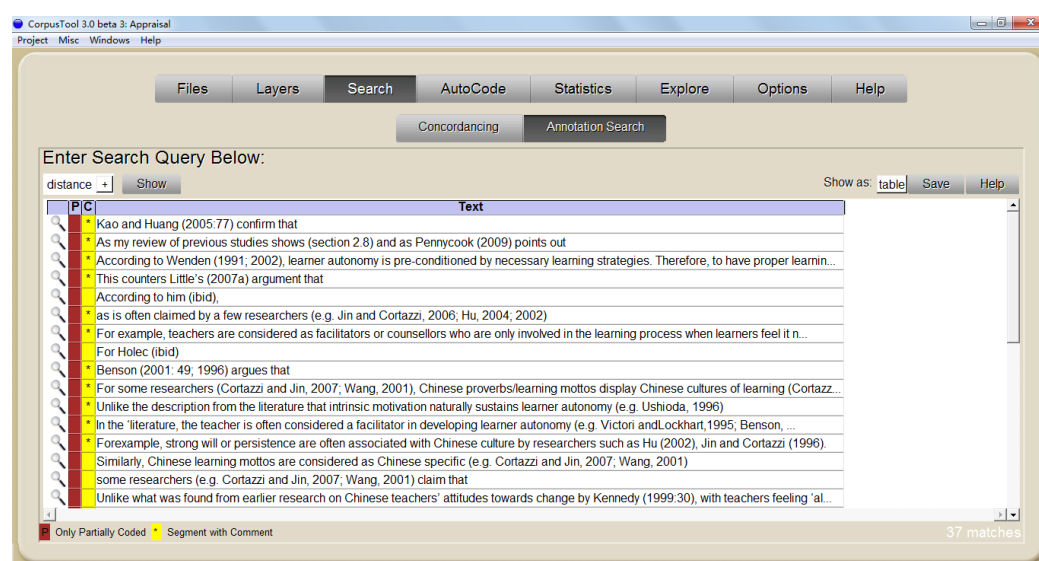 CorpusTool 3.0 beta 3: Appraisal
Project Misc Windows Help
Files Layers Search AutoCode Statistics Explore Options Help
Concordancing Annotation Search
Enter Search Query Below:
distance + Show Show as: table Save Help
P C Text
* Kao and Huang (2005:77) confirm that
* As my review of previous studies shows (section 2.8) and as Pennycook (2009) points out
* According to Wenden (1991; 2002), learner autonomy is pre-conditioned by necessary learning strategies. Therefore, to have proper learnin...
* This counters Little's (2007a) argument that
According to him (ibid),
* as is often claimed by a few researchers (e.g. Jin and Cortazzi, 2006; Hu, 2004; 2002)
* For example, teachers are considered as facilitators or counsellors who are only involved in the learning process when learners feel it n...
For Holec (ibid)
* Benson (2001: 49; 1996) argues that
* For some researchers (Cortazzi and Jin, 2007; Wang, 2001), Chinese proverbs/learning mottos display Chinese cultures of learning (Cortazz...
* Unlike the description from the literature that intrinsic motivation naturally sustains learner autonomy (e.g. Ushioda, 1996)
* In the 'literature, the teacher is often considered a facilitator in developing learner autonomy (e.g. Victori andLockhart,1995; Benson, ...
* Forexample, strong will or persistence are often associated with Chinese culture by researchers such as Hu (2002), Jin and Cortazzi (1996).
Similarly, Chinese learning mottos are considered as Chinese specific (e.g. Cortazzi and Jin, 2007; Wang, 2001)
some researchers (e.g. Cortazzi and Jin, 2007; Wang, 2001) claim that
Unlike what was found from earlier research on Chinese teachers' attitudes towards change by Kennedy (1999:30), with teachers feeling 'al...
P Only Partially Coded * Segment with Comment 37 matches